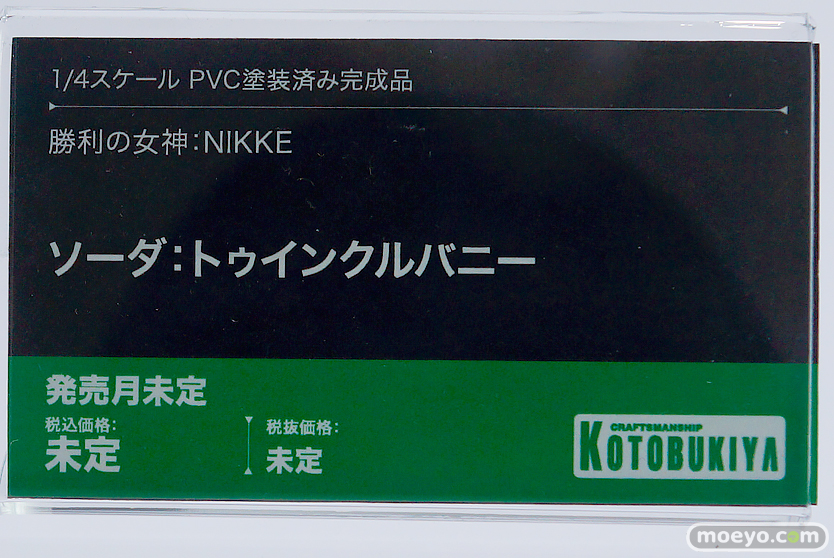 1/4スケール PVC塗装済み完成品
勝利の女神：NIKKE
ソーダ：トゥインクルバニー
発売月未定
税込価格：
未定
税抜価格：
未定
CRAFTSMANSHIP
KOTOBUKIYA
moeyo.com